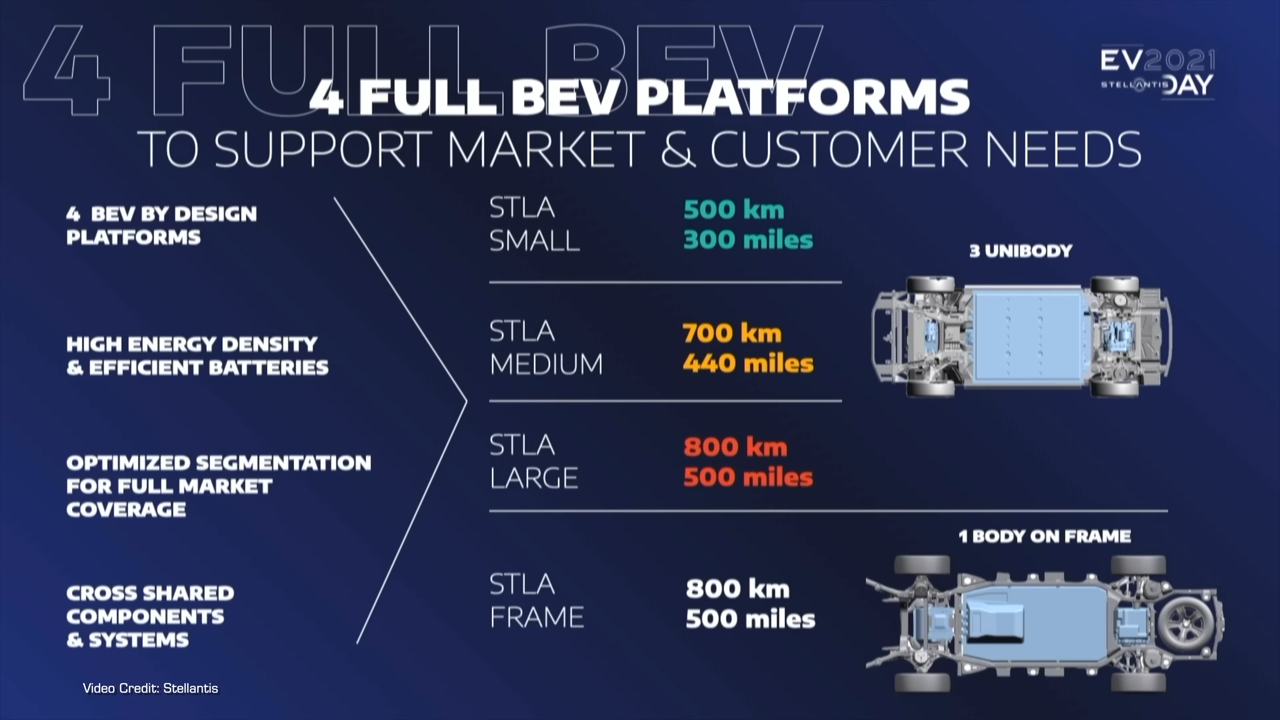 4 FULL BEV
EV2021
STELLANTIS DAY
4 FULL BEV PLATFORMS
TO SUPPORT MARKET & CUSTOMER NEEDS
4 BEV BY DESIGN
PLATFORMS
HIGH ENERGY DENSITY
& EFFICIENT BATTERIES
OPTIMIZED SEGMENTATION
FOR FULL MARKET
COVERAGE
CROSS SHARED
COMPONENTS
& SYSTEMS
STLA
SMALL
500 km
300 miles
STLA
MEDIUM
700 km
440 miles
STLA
LARGE
800 km
500 miles
3 UNIBODY
STLA
FRAME
800 km
500 miles
1 BODY ON FRAME
Video Credit: Stellantis